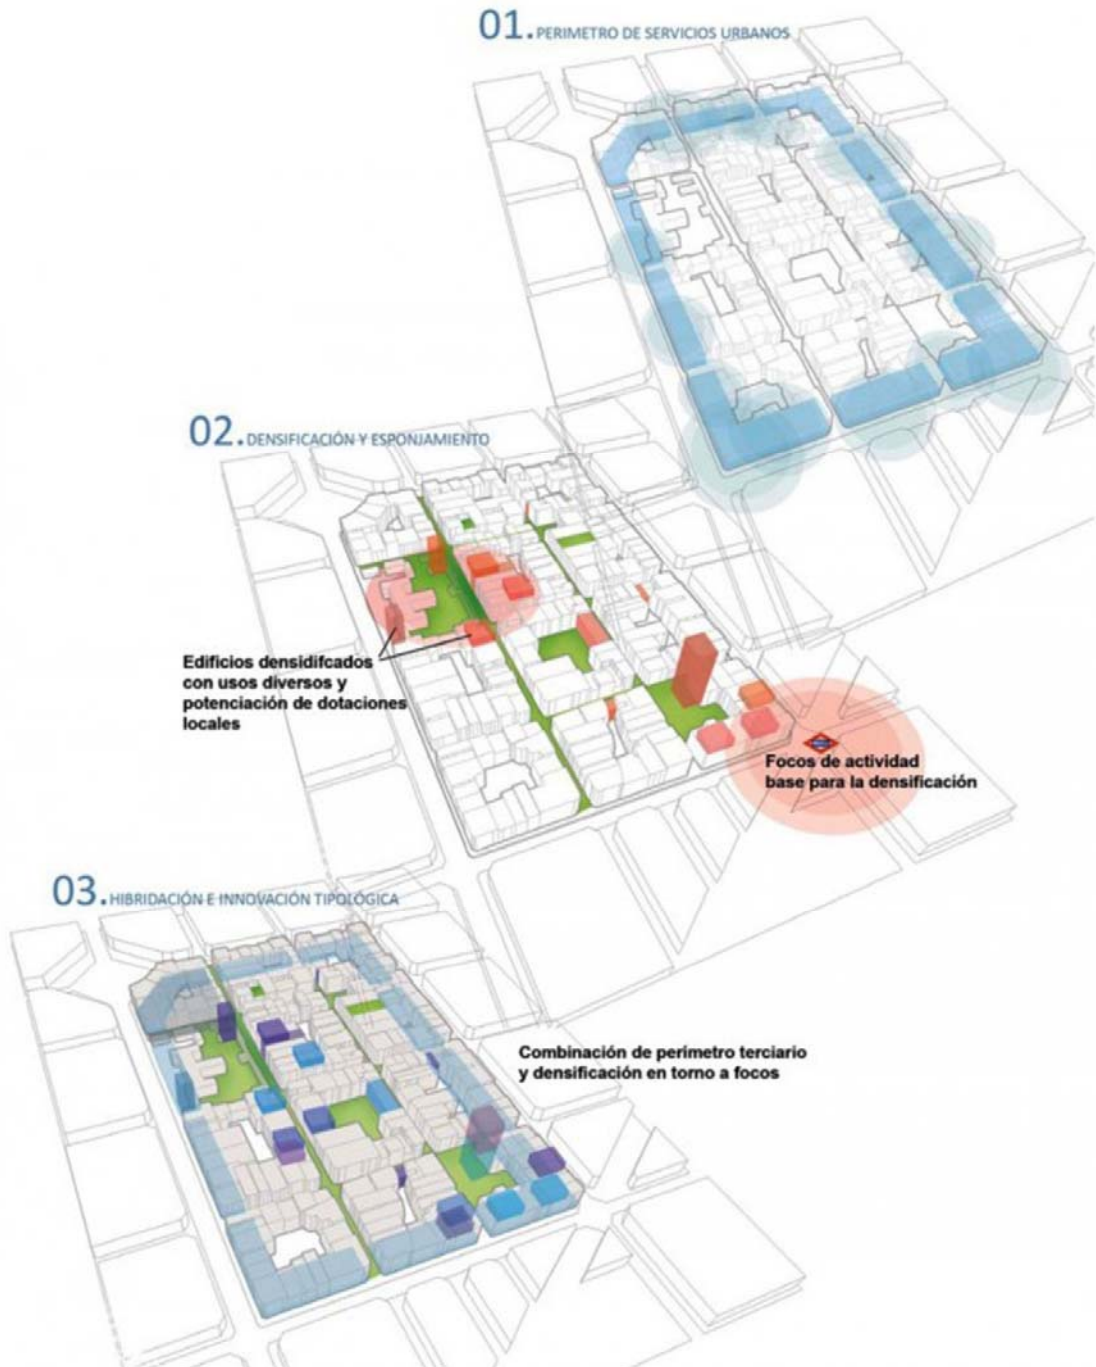 01. PERIMETRO DE SERVICIOS URBANOS
02. DENSIFICACIÓN Y ESPONJAMIENTO
Edificios densidifcados
con usos diversos y
potenciación de dotaciones
locales
Focos de actividad
base para la densificación
03. HIBRIDACIÓN E INNOVACIÓN TIPOLÓGICA
Combinación de perímetro terciario
y densificación en torno a focos